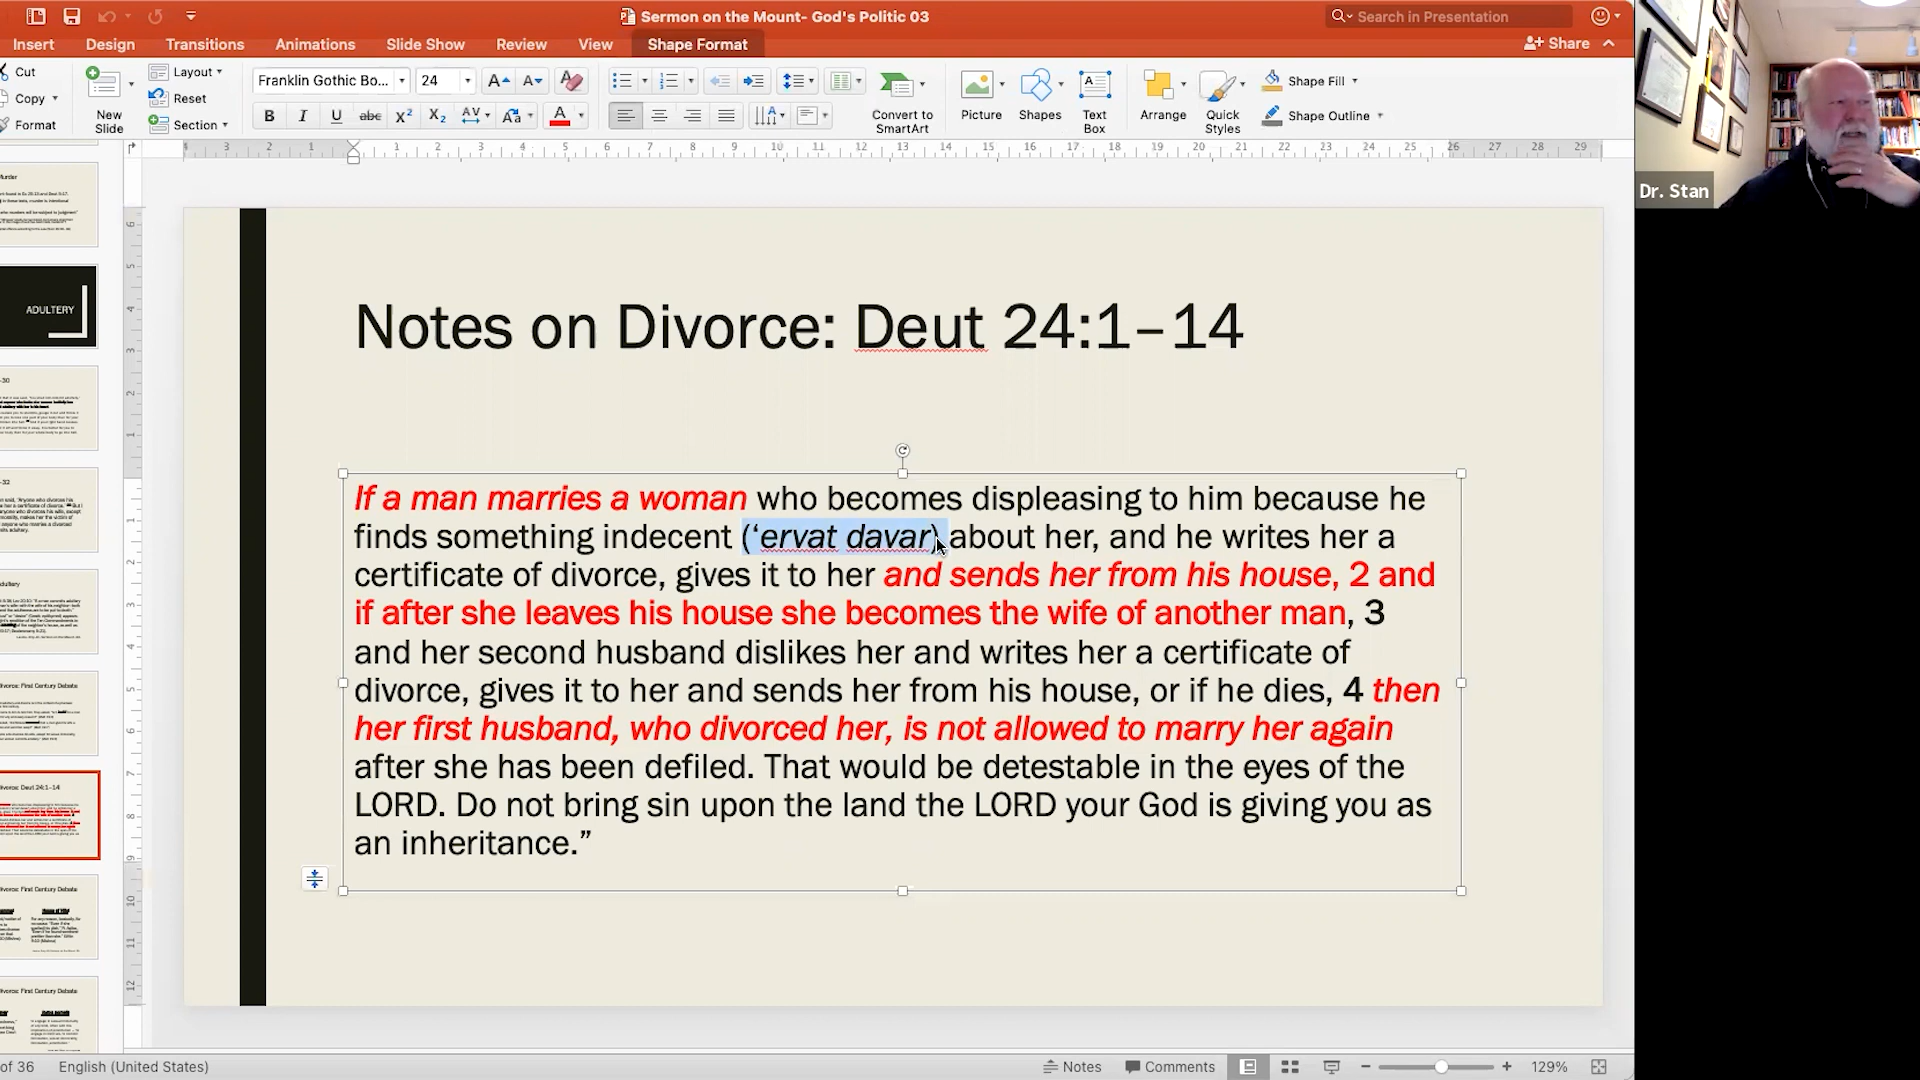 Sermon on the Mount- God's Politic 03
Search in Presentation
Insert Design Transitions Animations Slide Show Review View Shape Format
Share
Cut
Copy
Format
New Slide
Layout
Reset
Section
Franklin Gothic Bo... 24
Convert to SmartArt
Picture
Shapes
Text Box
Arrange
Quick Styles
Shape Fill
Shape Outline
Dr. Stan
ADULTERY
Notes on Divorce: Deut 24:1–14
If a man marries a woman who becomes displeasing to him because he
finds something indecent (‘ervat davar) about her, and he writes her a
certificate of divorce, gives it to her and sends her from his house, 2 and
if after she leaves his house she becomes the wife of another man, 3
and her second husband dislikes her and writes her a certificate of
divorce, gives it to her and sends her from his house, or if he dies, 4 then
her first husband, who divorced her, is not allowed to marry her again
after she has been defiled. That would be detestable in the eyes of the
LORD. Do not bring sin upon the land the LORD your God is giving you as
an inheritance.”
of 36 English (United States)
Notes Comments 129%